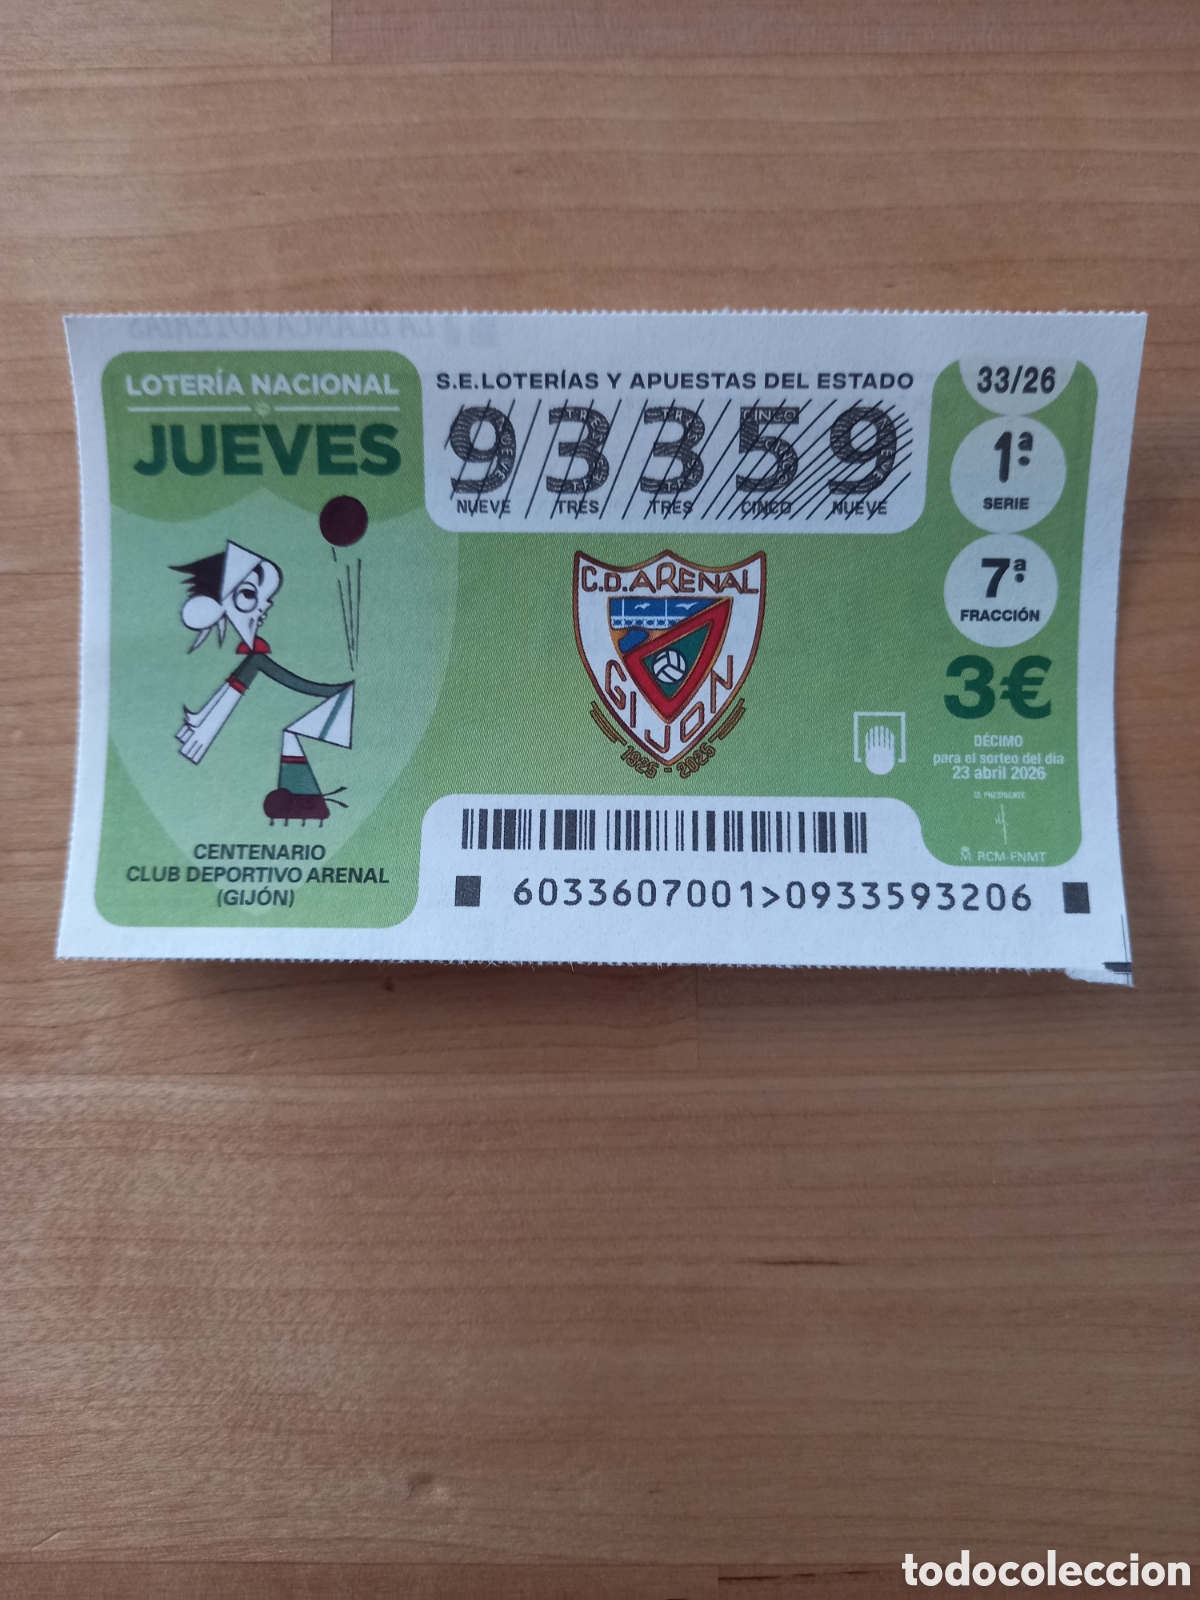 LOTERÍA NACIONAL
JUEVES
S.E.LOTERÍAS Y APUESTAS DEL ESTADO
93359
NUEVE TRES TRES CINCO NUEVE
33/26
1ª
SERIE
7ª
FRACCIÓN
3€
DÉCIMO
para el sorteo del día
23 abril 2026
EL PRESIDENTE
RCM-FNMT
C.D. ARENAL
GIJON
1925 - 2025
CENTENARIO
CLUB DEPORTIVO ARENAL
(GIJÓN)
6033607001>0933593206
todocoleccion